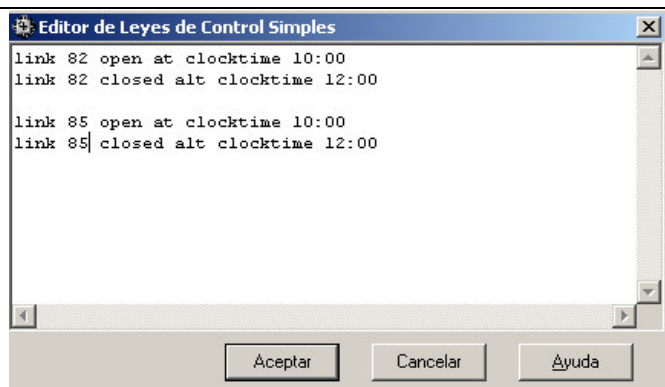 Editor de Leyes de Control Simples
link 82 open at clocktime 10:00
link 82 closed alt clocktime 12:00
link 85 open at clocktime 10:00
link 85 closed alt clocktime 12:00
Aceptar Cancelar Ayuda